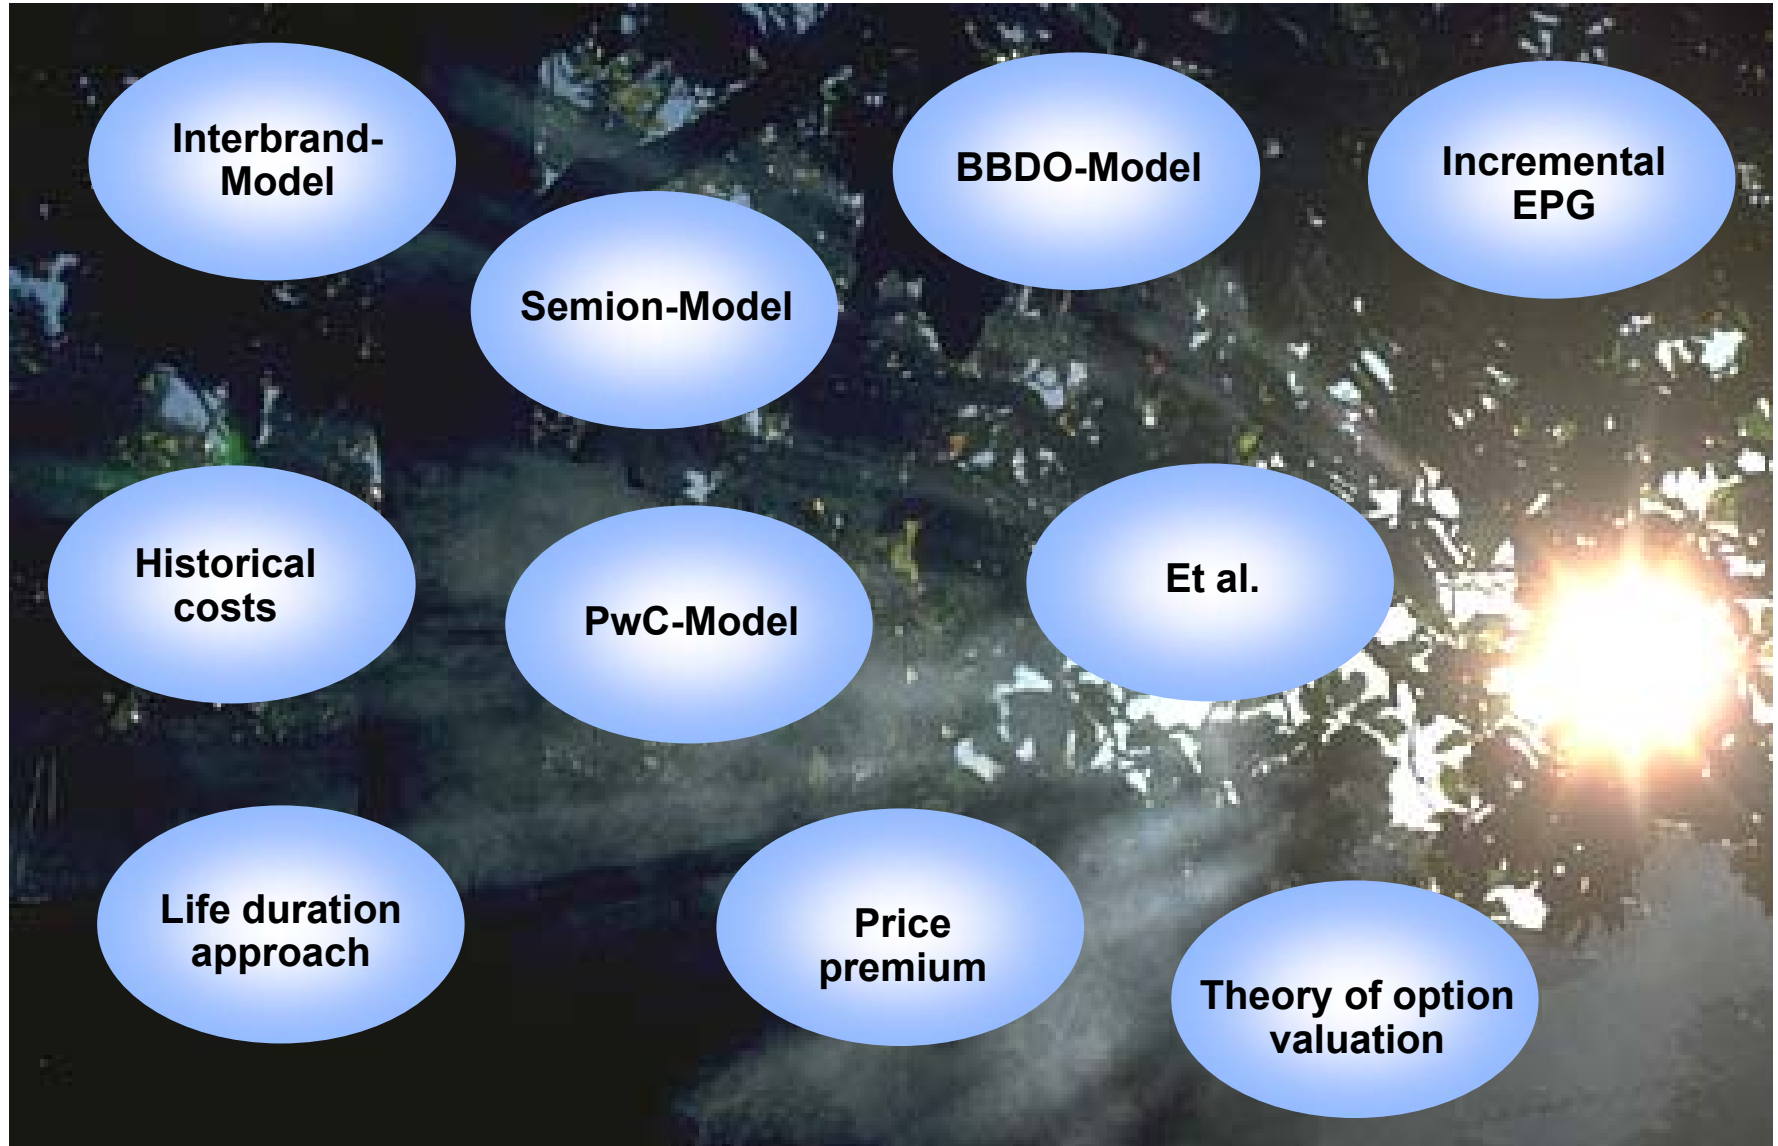 Interbrand-
Model
BBDO-Model
Incremental
EPG
Semion-Model
Historical
costs
PwC-Model
Et al.
Life duration
approach
Price
premium
Theory of option
valuation